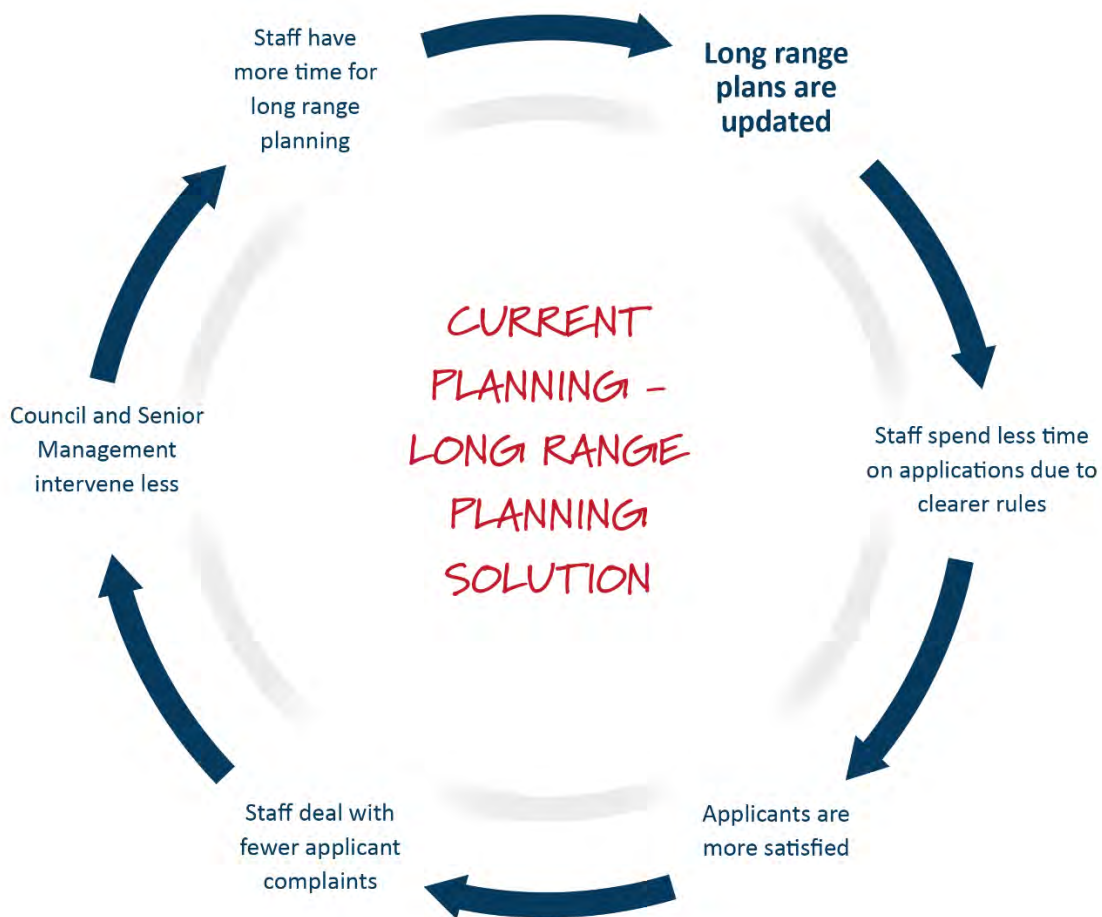 Staff have
more time for
long range
planning
Long range
plans are
updated
Staff spend less time
on applications due to
clearer rules
Applicants are
more satisfied
Staff deal with
fewer applicant
complaints
Council and Senior
Management
intervene less
CURRENT
PLANNING –
LONG RANGE
PLANNING
SOLUTION